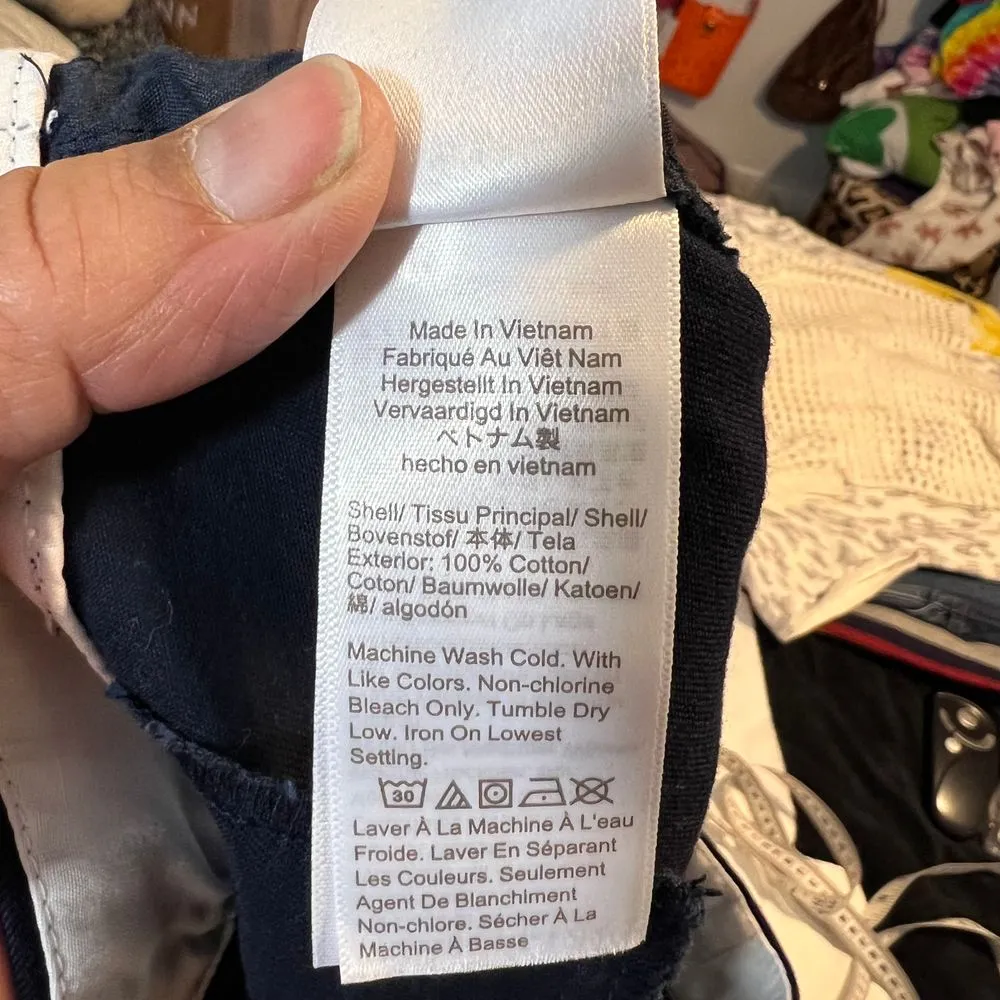 Made In Vietnam
Fabriqué Au Viêt Nam
Hergestellt In Vietnam
Vervaardigd In Vietnam
ベトナム製
hecho en vietnam
Shell/ Tissu Principal/ Shell/
Bovenstof/ 本体/ Tela
Exterior: 100% Cotton/
Coton/ Baumwolle/ Katoen/
綿/ algodón
Machine Wash Cold. With
Like Colors. Non-chlorine
Bleach Only. Tumble Dry
Low. Iron On Lowest
Setting.
30
Laver À La Machine À L'eau
Froide. Laver En Séparant
Les Couleurs. Seulement
Agent De Blanchiment
Non-chlore. Sécher À La
Machine À Basse